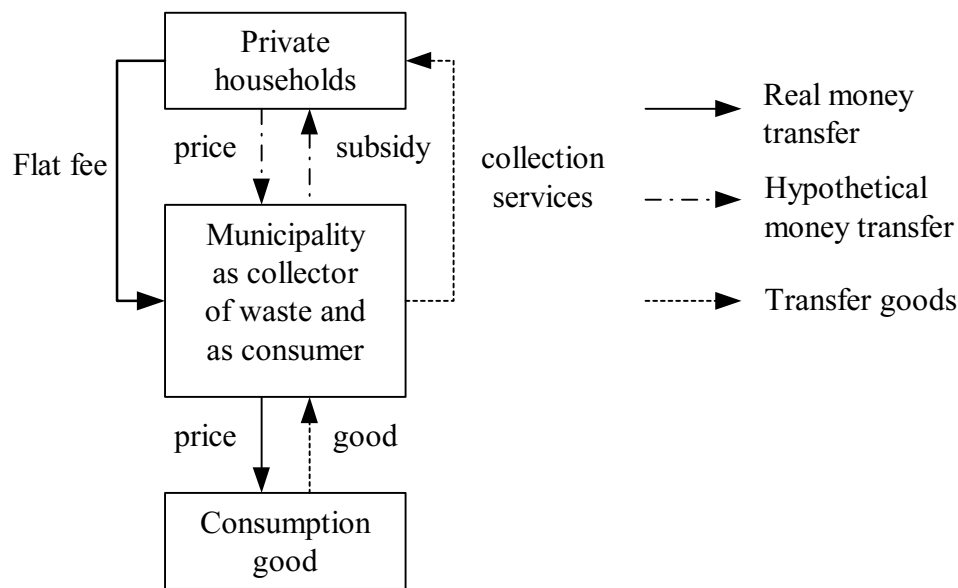 Private
households
Flat fee
price
subsidy
collection
services
Municipality
as collector
of waste and
as consumer
price
good
Consumption
good
Real money
transfer
Hypothetical
money transfer
Transfer goods